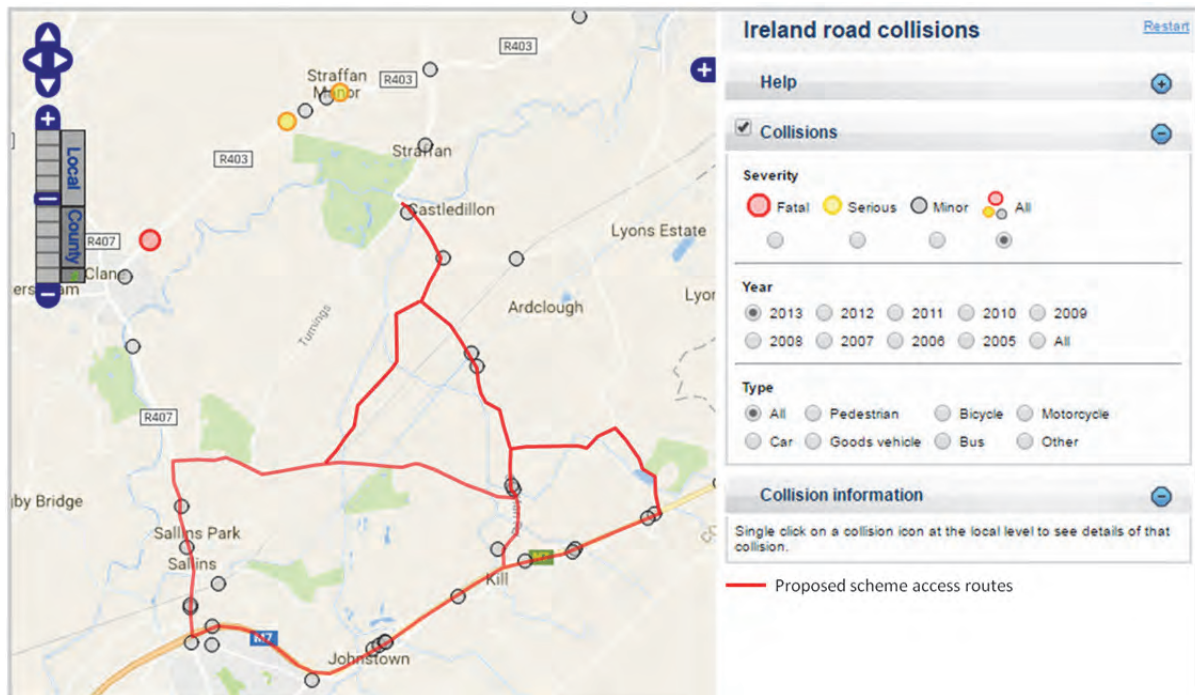 R403
Straffan
Manor
R403
R403
Straffan
Castledillon
Lyons Estate
R407
Clane
Local
County
Ardclough
Turnings
R407
Sallins Park
Sallins
Kill
M7
Johnstown
Ireland road collisions
Restart
Help
Collisions
Severity
Fatal Serious Minor All
Year
2013 2012 2011 2010 2009
2008 2007 2006 2005 All
Type
All Pedestrian Bicycle Motorcycle
Car Goods vehicle Bus Other
Collision information
Single click on a collision icon at the local level to see details of that
collision.
Proposed scheme access routes